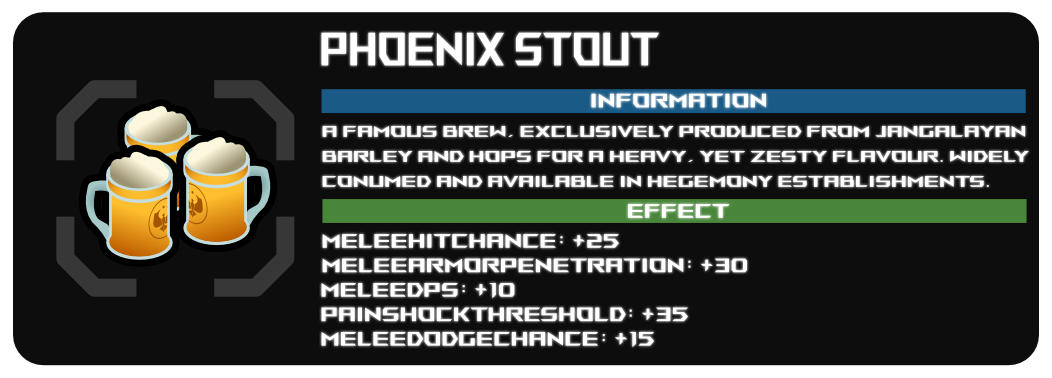 PHOENIX STOUT
INFORMATION
A FAMOUS BREW, EXCLUSIVELY PRODUCED FROM JANGALAYAN
BARLEY AND HOPS FOR A HEAVY, YET ZESTY FLAVOUR. WIDELY
CONUMED AND AVAILABLE IN HEGEMONY ESTABLISHMENTS.
EFFECT
MELEEHITCHANCE: +25
MELEEARMORPENETRATION: +30
MELEEDPS: +10
PAINSHOCKTHRESHOLD: +35
MELEEDODGECHANCE: +15